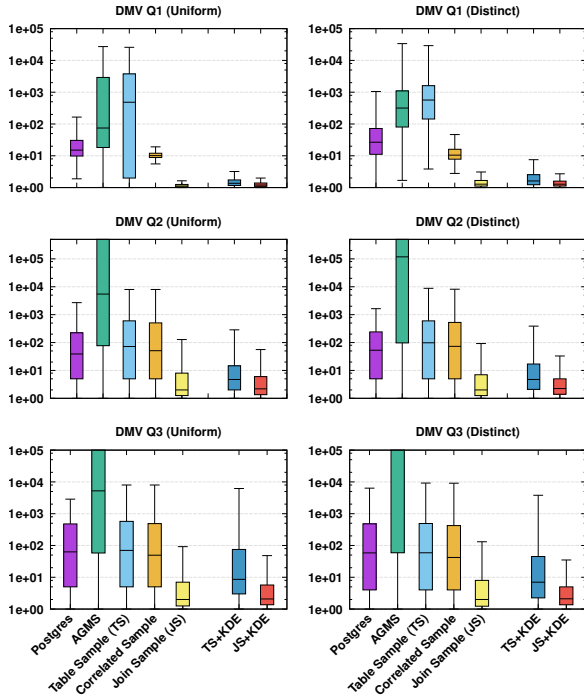 DMV Q1 (Uniform)
1e+05
1e+04
1e+03
1e+02
1e+01
1e+00
DMV Q1 (Distinct)
1e+05
1e+04
1e+03
1e+02
1e+01
1e+00
DMV Q2 (Uniform)
1e+05
1e+04
1e+03
1e+02
1e+01
1e+00
DMV Q2 (Distinct)
1e+05
1e+04
1e+03
1e+02
1e+01
1e+00
DMV Q3 (Uniform)
1e+05
1e+04
1e+03
1e+02
1e+01
1e+00
Postgres
AGMS
Table Sample (TS)
Correlated Sample
Join Sample (JS)
TS+KDE
JS+KDE
DMV Q3 (Distinct)
1e+05
1e+04
1e+03
1e+02
1e+01
1e+00
Postgres
AGMS
Table Sample (TS)
Correlated Sample
Join Sample (JS)
TS+KDE
JS+KDE